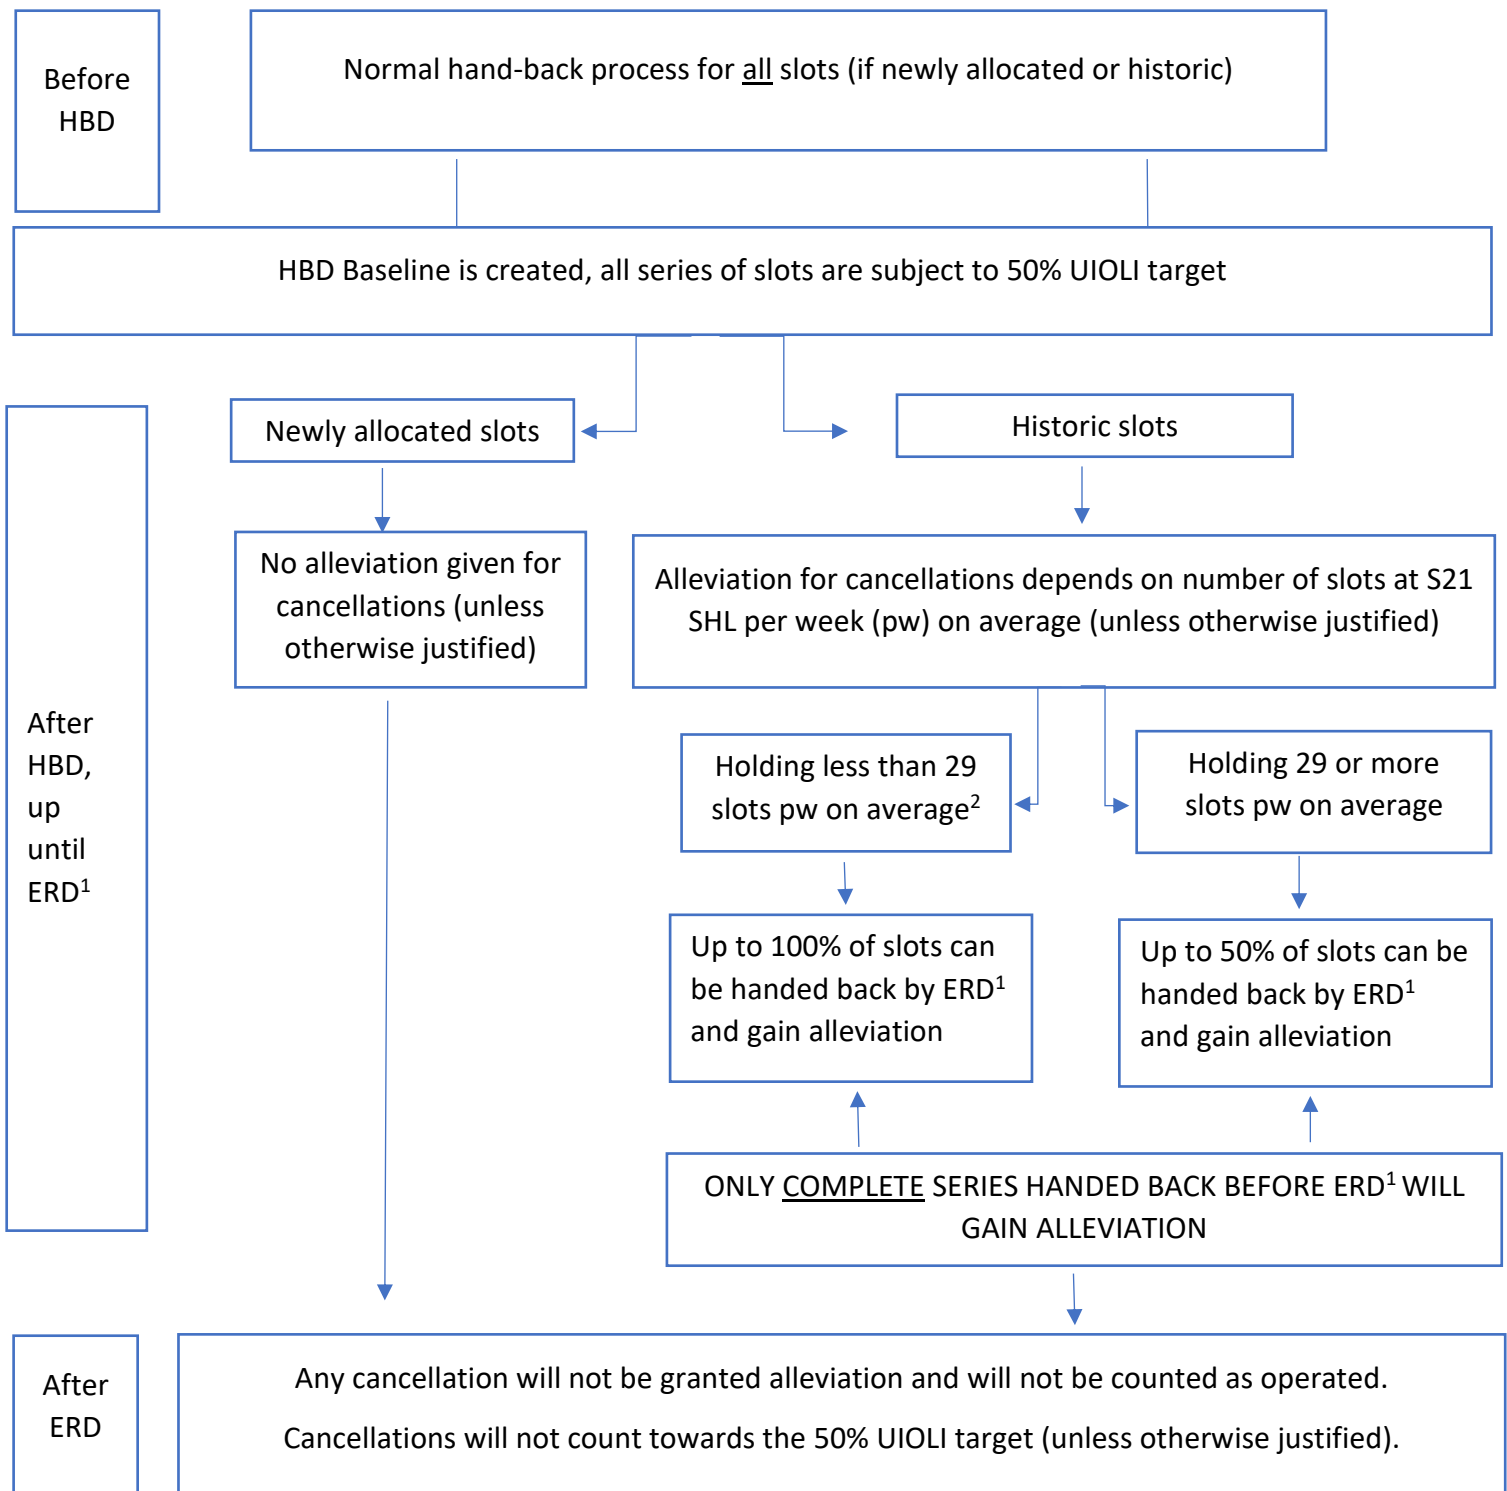 Before
HBD
Normal hand-back process for all slots (if newly allocated or historic)
HBD Baseline is created, all series of slots are subject to 50% UIOLI target
After
HBD,
up
until
ERD1
Newly allocated slots
Historic slots
No alleviation given for
cancellations (unless
otherwise justified)
Alleviation for cancellations depends on number of slots at S21
SHL per week (pw) on average (unless otherwise justified)
Holding less than 29
slots pw on average2
Holding 29 or more
slots pw on average
Up to 100% of slots can
be handed back by ERD1
and gain alleviation
Up to 50% of slots can be
handed back by ERD1
and gain alleviation
ONLY COMPLETE SERIES HANDED BACK BEFORE ERD1 WILL
GAIN ALLEVIATION
After
ERD
Any cancellation will not be granted alleviation and will not be counted as operated.
Cancellations will not count towards the 50% UIOLI target (unless otherwise justified).